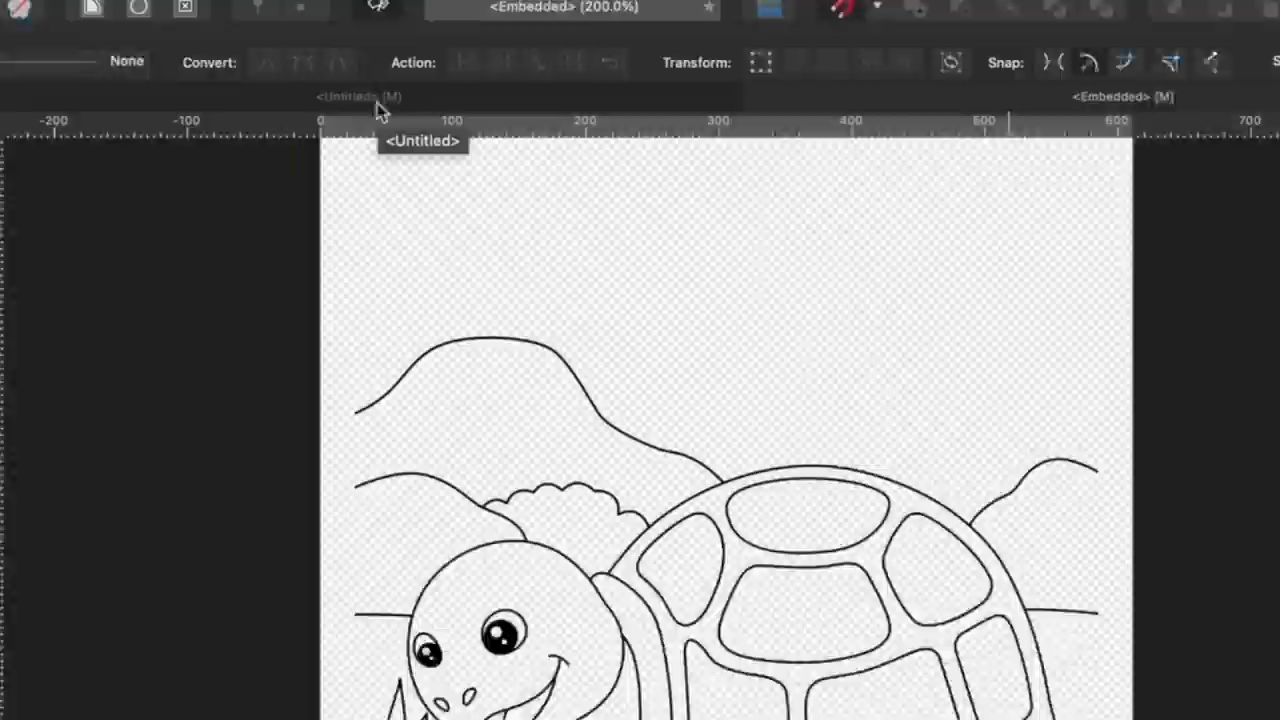 <Embedded> (200.0%)
None Convert: Action: Transform: Snap: S
<Untitled> [M] <Embedded> [M]
-200 -100 0 100 200 300 400 500 600 700
<Untitled>